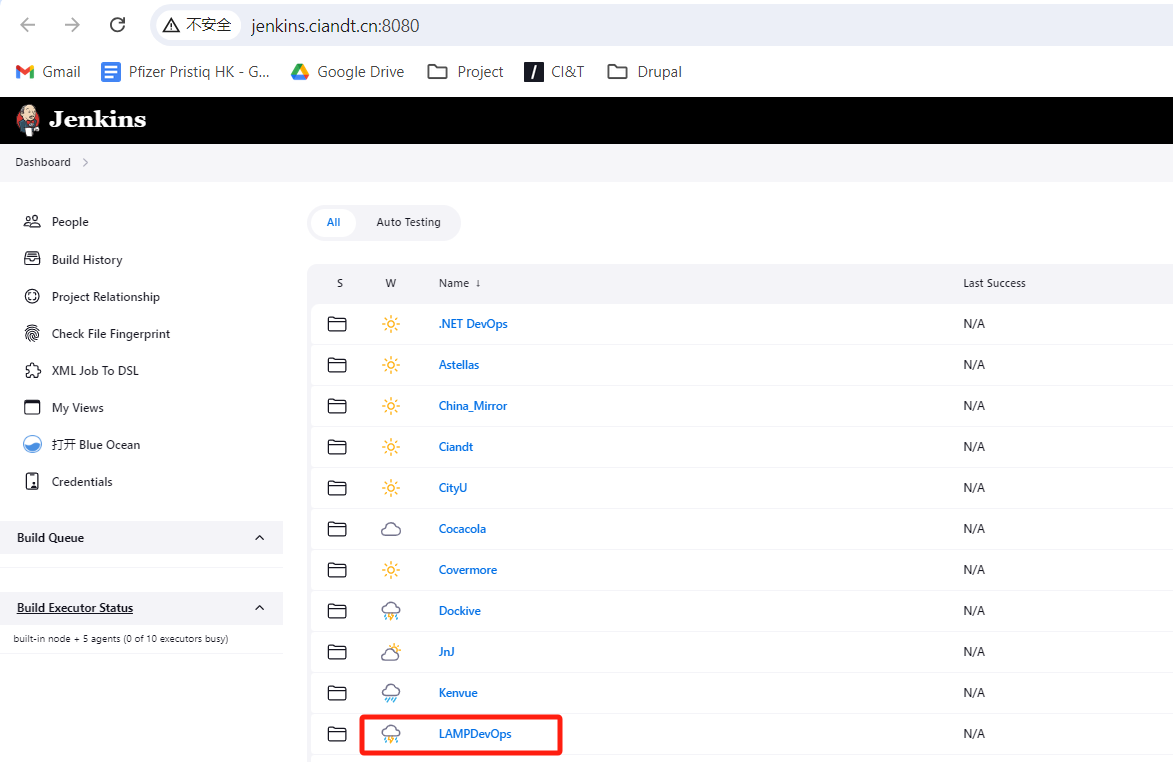 不安全 jenkins.ciandt.cn:8080
Gmail Pfizer Pristiq HK - G... Google Drive Project CI&T Drupal
Jenkins
Dashboard
People
Build History
Project Relationship
Check File Fingerprint
XML Job To DSL
My Views
打开 Blue Ocean
Credentials
Build Queue
Build Executor Status
built-in node + 5 agents (0 of 10 executors busy)
All Auto Testing
S W Name ↓ Last Success
.NET DevOps N/A
Astellas N/A
China_Mirror N/A
Ciandt N/A
CityU N/A
Cocacola N/A
Covermore N/A
Dockive N/A
JnJ N/A
Kenvue N/A
LAMPDevOps N/A